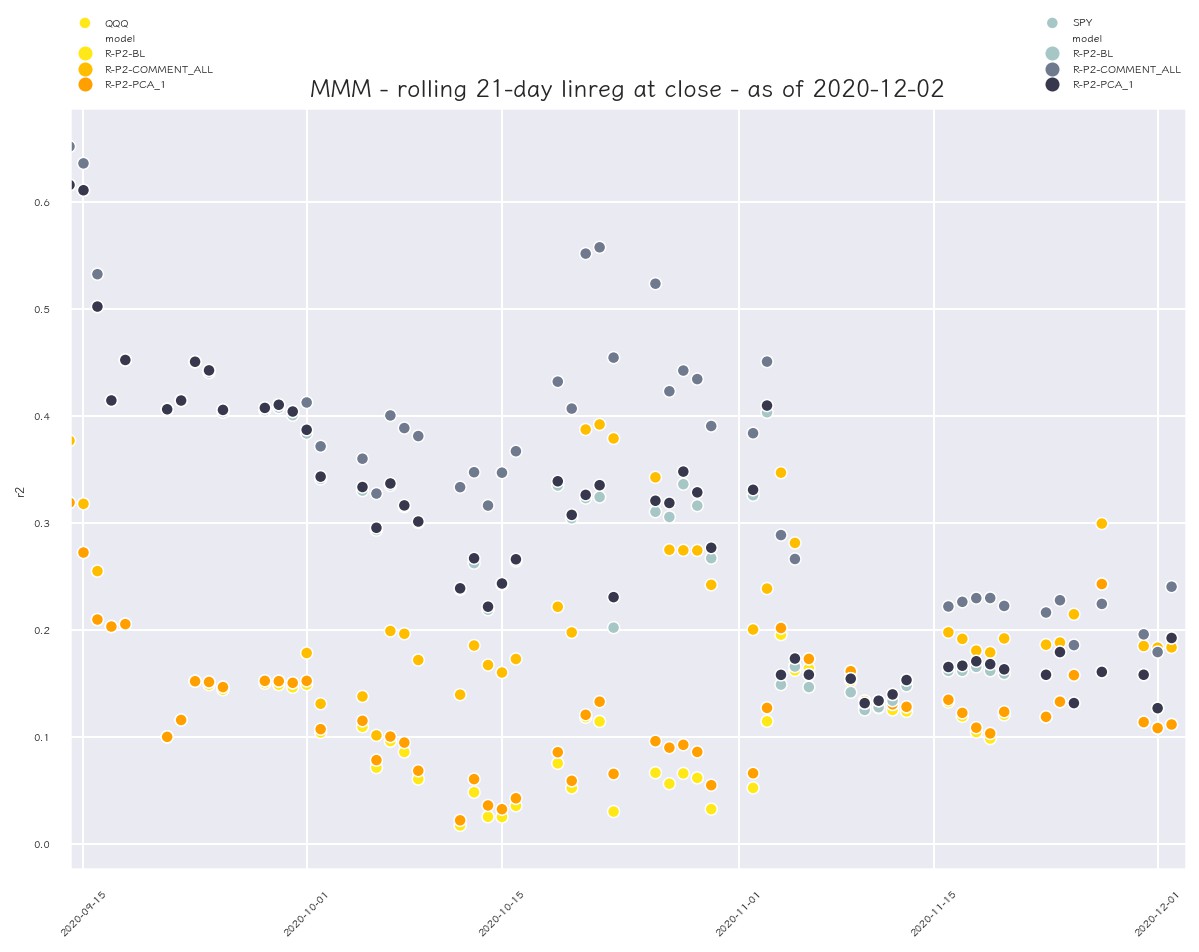 QQQ
model
R-P2-BL
R-P2-COMMENT_ALL
R-P2-PCA_1
SPY
model
R-P2-BL
R-P2-COMMENT_ALL
R-P2-PCA_1
MMM - rolling 21-day linreg at close - as of 2020-12-02
0.6
0.5
0.4
0.3
0.2
0.1
0.0
r2
2020-09-15
2020-10-01
2020-10-15
2020-11-01
2020-11-15
2020-12-01